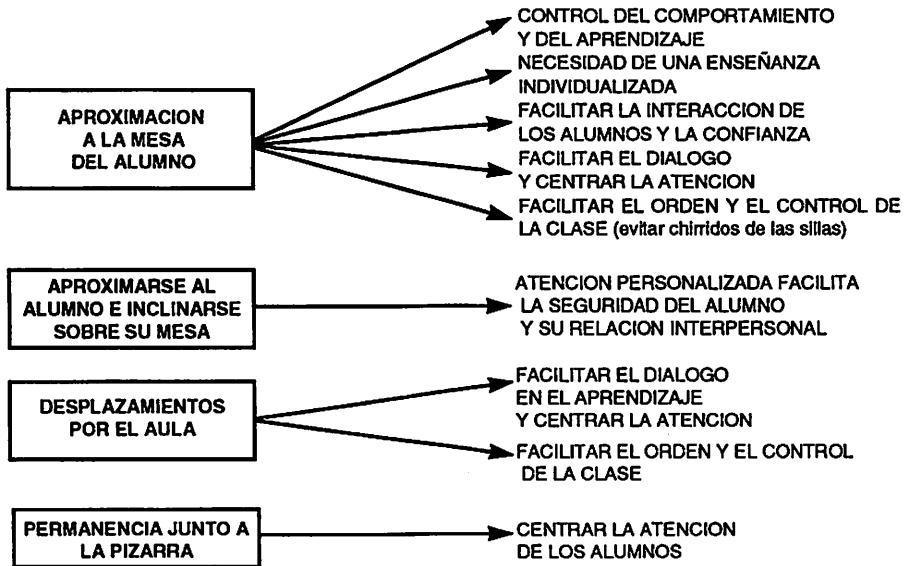 APROXIMACION
A LA MESA
DEL ALUMNO
CONTROL DEL COMPORTAMIENTO
Y DEL APRENDIZAJE
NECESIDAD DE UNA ENSEÑANZA
INDIVIDUALIZADA
FACILITAR LA INTERACCION DE
LOS ALUMNOS Y LA CONFIANZA
FACILITAR EL DIALOGO
Y CENTRAR LA ATENCION
FACILITAR EL ORDEN Y EL CONTROL DE
LA CLASE (evitar chirridos de las sillas)
APROXIMARSE AL
ALUMNO E INCLINARSE
SOBRE SU MESA
ATENCION PERSONALIZADA FACILITA
LA SEGURIDAD DEL ALUMNO
Y SU RELACION INTERPERSONAL
DESPLAZAMIENTOS
POR EL AULA
FACILITAR EL DIALOGO
EN EL APRENDIZAJE
Y CENTRAR LA ATENCION
FACILITAR EL ORDEN Y EL CONTROL
DE LA CLASE
PERMANENCIA JUNTO A
LA PIZARRA
CENTRAR LA ATENCION
DE LOS ALUMNOS